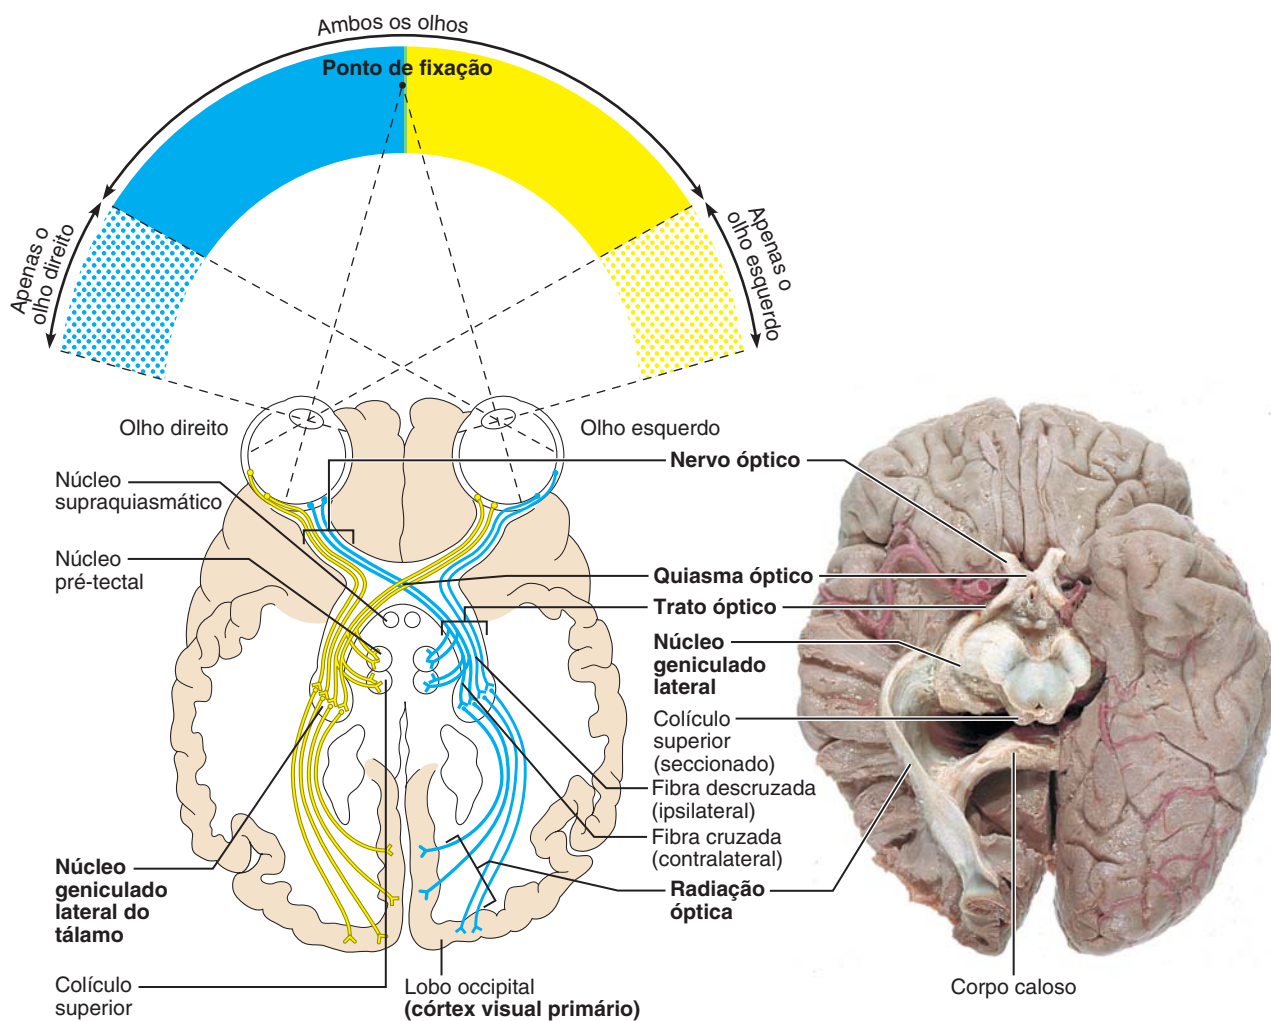 Ambos os olhos
Ponto de fixação
Apenas o
olho direito
Apenas o
olho esquerdo
Olho direito
Olho esquerdo
Nervo óptico
Núcleo
supraquiasmático
Núcleo
pré-tectal
Quiasma óptico
Trato óptico
Núcleo
geniculado
lateral
Colículo
superior
(seccionado)
Fibra descruzada
(ipsilateral)
Fibra cruzada
(contralateral)
Núcleo
geniculado
lateral do
tálamo
Radiação
óptica
Colículo
superior
Lobo occipital
(córtex visual primário)
Corpo caloso